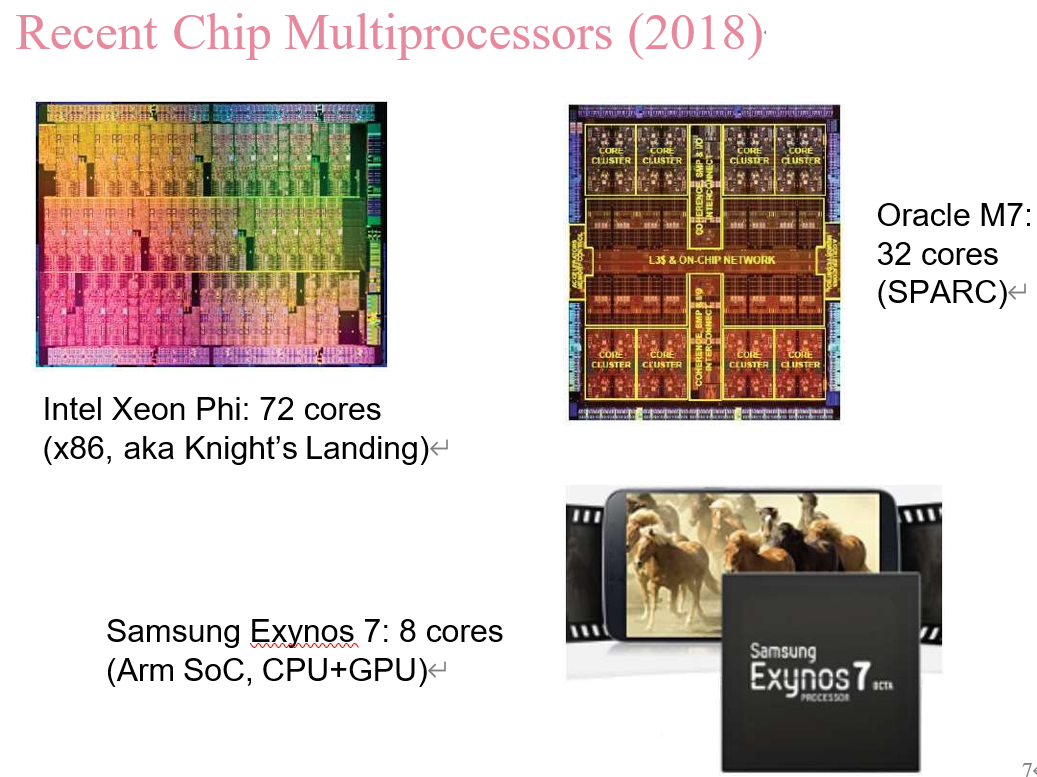 Recent Chip Multiprocessors (2018)
CORE CLUSTER
CORE CLUSTER
COHERENCE, SMP & I/O INTERCONNECT
CORE CLUSTER
CORE CLUSTER
L3$ & ON-CHIP NETWORK
CORE CLUSTER
CORE CLUSTER
COHERENCE, SMP & I/O INTERCONNECT
CORE CLUSTER
CORE CLUSTER
Oracle M7:
32 cores
(SPARC)↵
Intel Xeon Phi: 72 cores
(x86, aka Knight’s Landing)↵
Samsung Exynos 7: 8 cores
(Arm SoC, CPU+GPU)↵
Samsung
Exynos 7 OCTA
PROCESSOR
7